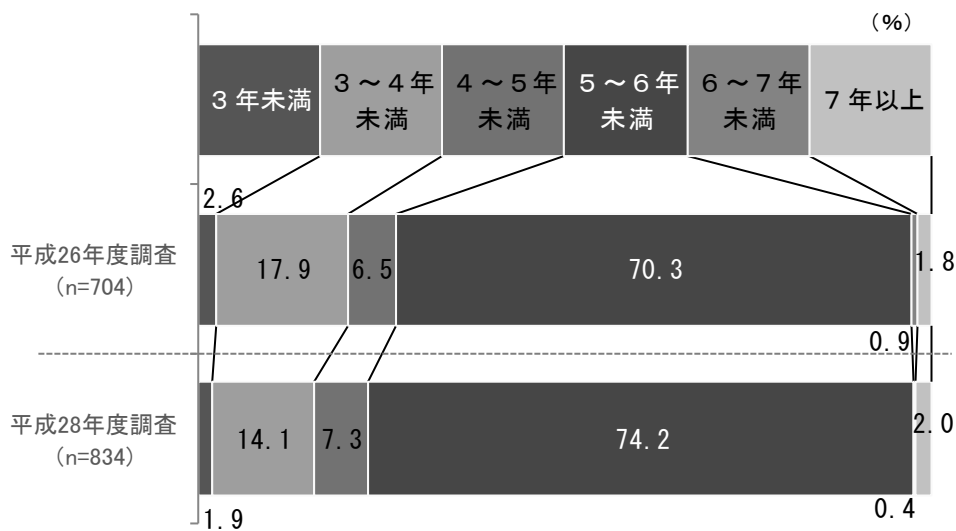 (%)
3年未満
3～4年
未満
4～5年
未満
5～6年
未満
6～7年
未満
7年以上
平成26年度調査
(n=704)
2.6
17.9
6.5
70.3
0.9
1.8
平成28年度調査
(n=834)
1.9
14.1
7.3
74.2
0.4
2.0